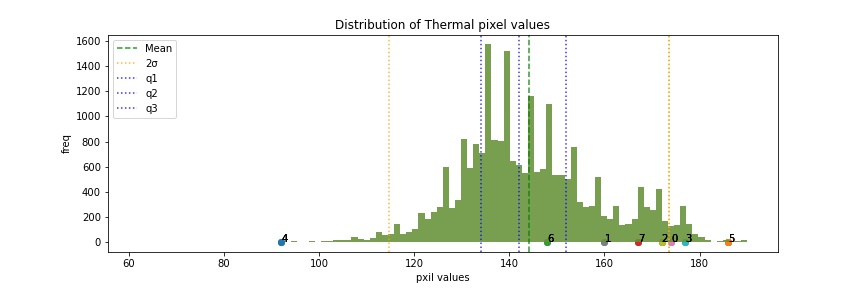 Distribution of Thermal pixel values
1600
1400
1200
1000
800
600
400
200
0
freq
Mean
2σ
q1
q2
q3
4 6 1 7 2 0 3 5
60 80 100 120 140 160 180
pxil values